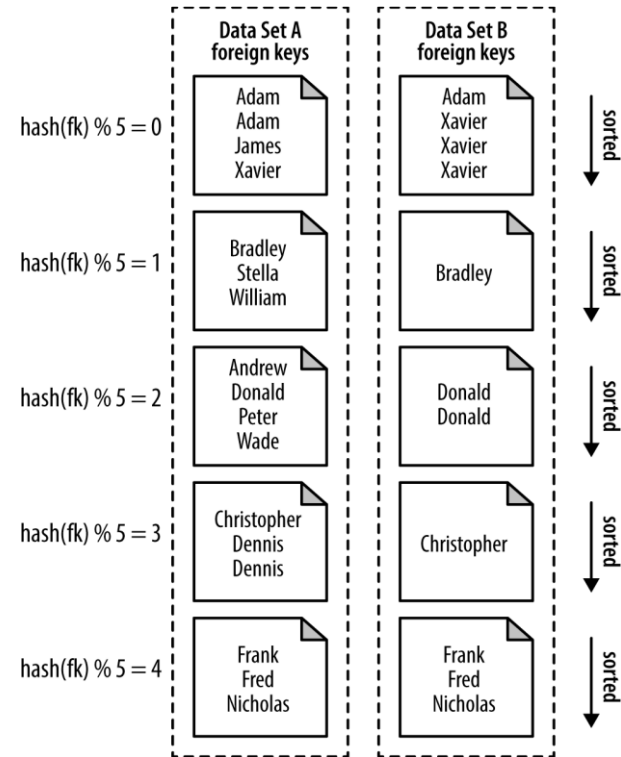 Data Set A
foreign keys
Data Set B
foreign keys
hash(fk) % 5 = 0
Adam
Adam
James
Xavier
Adam
Xavier
Xavier
Xavier
sorted
hash(fk) % 5 = 1
Bradley
Stella
William
Bradley
sorted
hash(fk) % 5 = 2
Andrew
Donald
Peter
Wade
Donald
Donald
sorted
hash(fk) % 5 = 3
Christopher
Dennis
Dennis
Christopher
sorted
hash(fk) % 5 = 4
Frank
Fred
Nicholas
Frank
Fred
Nicholas
sorted